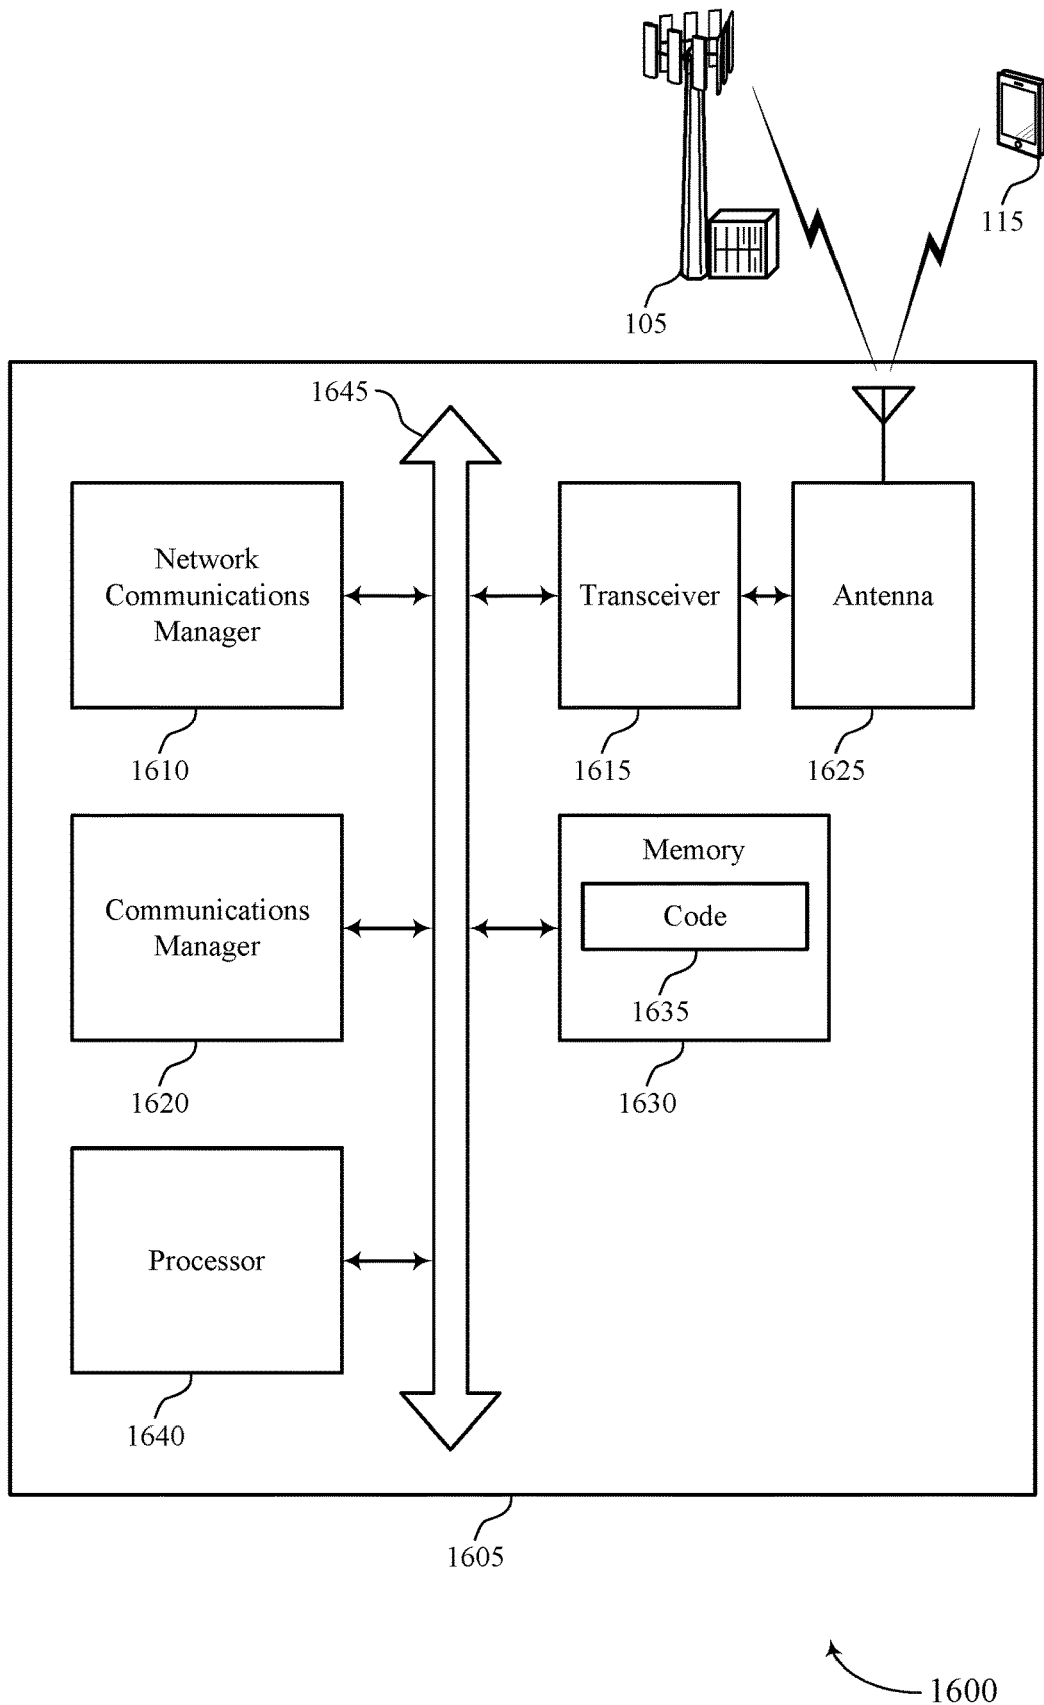 115
105
1645
Network
Communications
Manager
Transceiver
Antenna
1610
1615
1625
Communications
Manager
Memory
Code
1635
1620
1630
Processor
1640
1605
1600